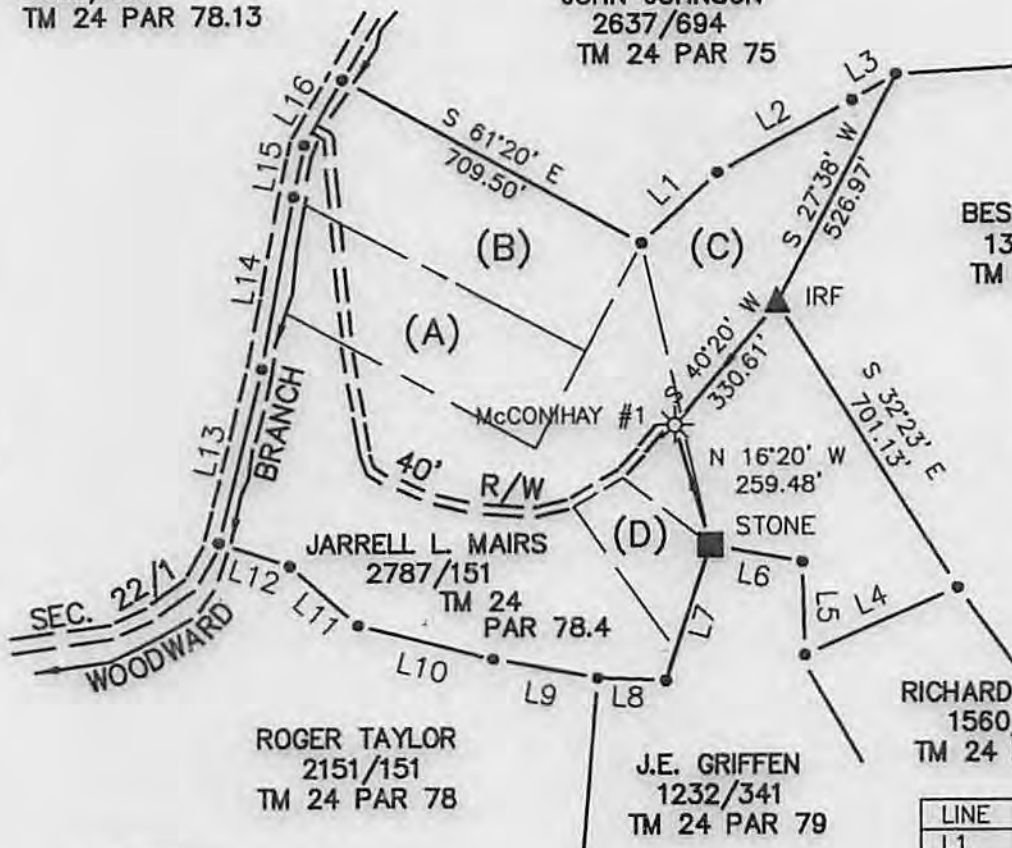 TM 24 PAR 78.13
JOHN JOHNSON
2637/694
TM 24 PAR 75
L16
L15
L14
L13
BRANCH
S 61°20' E
709.50'
L1
L2
L3
S 27°38' W
526.97'
(B)
(C)
(A)
BES
13
TM
IRF
S 40°20' W
330.61'
McCONIHAY #1
S 32°23' E
701.13'
N 16°20' W
259.48'
40'
R/W
(D)
STONE
JARRELL L. MAIRS
2787/151
TM 24
PAR 78.4
L12
L11
L10
L9
L8
L7
L6
L5
L4
SEC. 22/1
WOODWARD
ROGER TAYLOR
2151/151
TM 24 PAR 78
J.E. GRIFFEN
1232/341
TM 24 PAR 79
RICHARD
1560
TM 24
LINE
L1